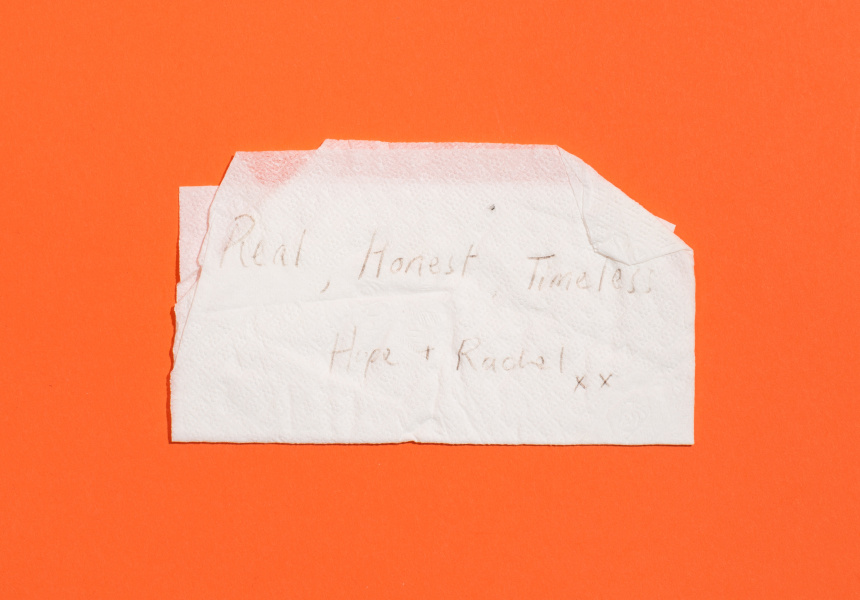 Real, Honest, Timeless
Hope + Rachel xx